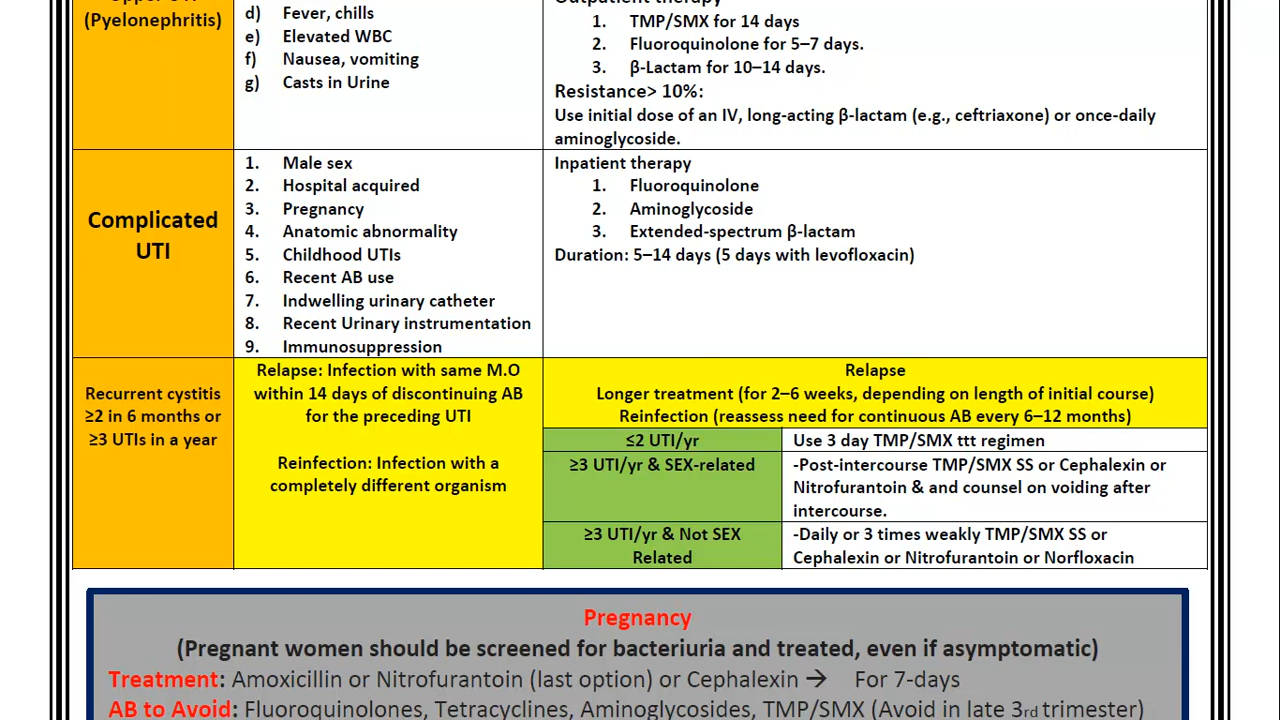 Upper UTI
(Pyelonephritis)
d) Fever, chills
e) Elevated WBC
f) Nausea, vomiting
g) Casts in Urine
Outpatient therapy
1. TMP/SMX for 14 days
2. Fluoroquinolone for 5–7 days.
3. β-Lactam for 10–14 days.
Resistance> 10%:
Use initial dose of an IV, long-acting β-lactam (e.g., ceftriaxone) or once-daily
aminoglycoside.
Complicated
UTI
1. Male sex
2. Hospital acquired
3. Pregnancy
4. Anatomic abnormality
5. Childhood UTIs
6. Recent AB use
7. Indwelling urinary catheter
8. Recent Urinary instrumentation
9. Immunosuppression
Inpatient therapy
1. Fluoroquinolone
2. Aminoglycoside
3. Extended-spectrum β-lactam
Duration: 5–14 days (5 days with levofloxacin)
Recurrent cystitis
≥2 in 6 months or
≥3 UTIs in a year
Relapse: Infection with same M.O
within 14 days of discontinuing AB
for the preceding UTI
Reinfection: Infection with a
completely different organism
Relapse
Longer treatment (for 2–6 weeks, depending on length of initial course)
Reinfection (reassess need for continuous AB every 6–12 months)
≤2 UTI/yr
Use 3 day TMP/SMX ttt regimen
≥3 UTI/yr & SEX-related
-Post-intercourse TMP/SMX SS or Cephalexin or
Nitrofurantoin & and counsel on voiding after
intercourse.
≥3 UTI/yr & Not SEX
Related
-Daily or 3 times weekly TMP/SMX SS or
Cephalexin or Nitrofurantoin or Norfloxacin
Pregnancy
(Pregnant women should be screened for bacteriuria and treated, even if asymptomatic)
Treatment: Amoxicillin or Nitrofurantoin (last option) or Cephalexin → For 7-days
AB to Avoid: Fluoroquinolones, Tetracyclines, Aminoglycosides, TMP/SMX (Avoid in late 3rd trimester)